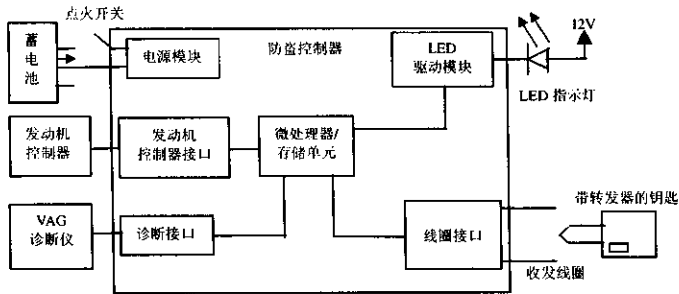 点火开关
蓄
电
池
电源模块
防盗控制器
LED
驱动模块
12V
LED 指示灯
发动机
控制器
发动机
控制器接口
微处理器/
存储单元
带转发器的钥匙
VAG
诊断仪
诊断接口
线圈接口
收发线圈